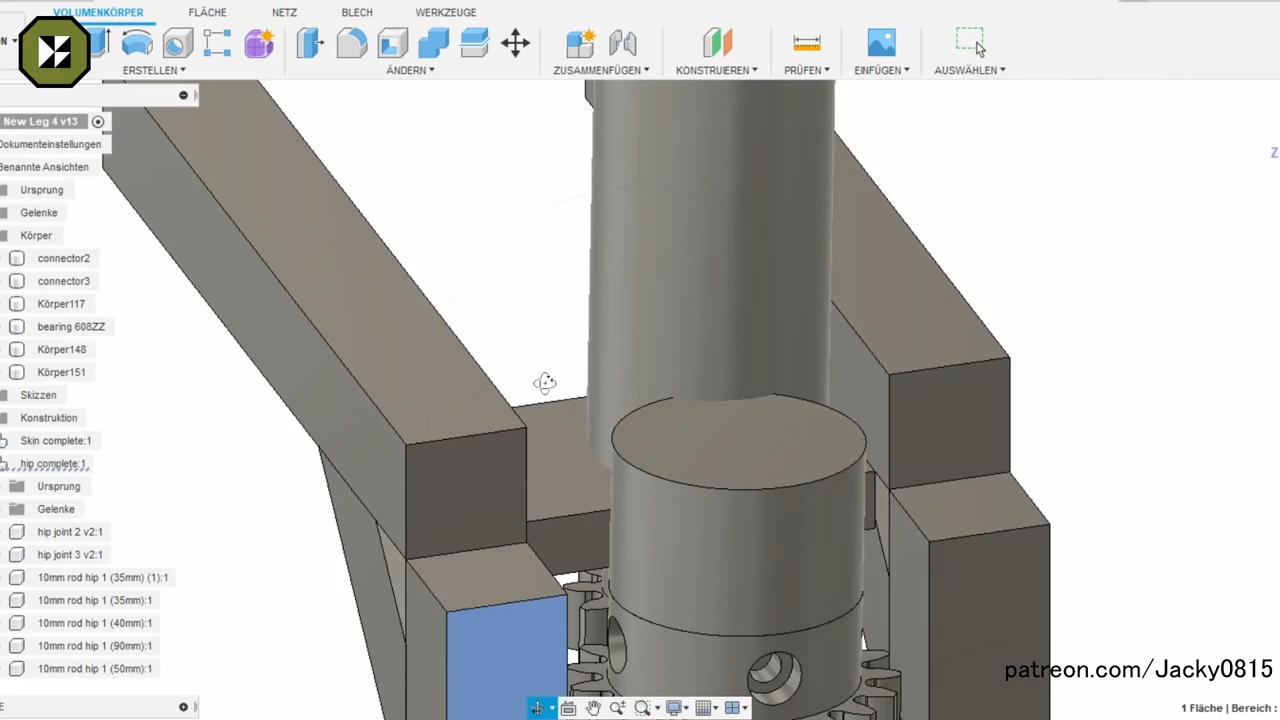 VOLUMENKÖRPER FLÄCHE NETZ BLECH WERKZEUGE
ERSTELLEN ÄNDERN ZUSAMMENFÜGEN KONSTRUIEREN PRÜFEN EINFÜGEN AUSWÄHLEN
New Leg 4 v13
Dokumenteinstellungen
Z
Benannte Ansichten
Ursprung
Gelenke
Körper
connector2
connector3
Körper117
bearing 608ZZ
Körper148
Körper151
Skizzen
Konstruktion
Skin complete:1
hip complete:1
Ursprung
Gelenke
hip joint 2 v2:1
hip joint 3 v2:1
10mm rod hip 1 (35mm) (1):1
10mm rod hip 1 (35mm):1
10mm rod hip 1 (40mm):1
10mm rod hip 1 (90mm):1
10mm rod hip 1 (50mm):1
patreon.com/Jacky0815
1 Fläche | Bereich :